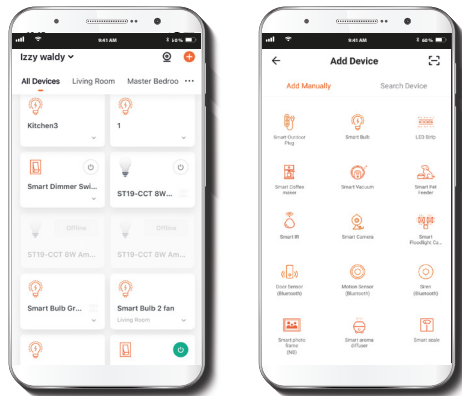 9:41 AM
Izzy waldy
All Devices Living Room Master Bedroo ...
Kitchen3
1
Smart Dimmer Swi...
ST19-CCT 8W...
Offline
Offline
ST19-CCT 8W Am...
ST19-CCT 8W Am...
Smart Bulb Gr...
Smart Bulb 2 fan
Living Room
9:41 AM
Add Device
Add Manually
Search Device
Smart Outdoor
Plug
Smart Bulb
LED Strip
Smart Coffee
maker
Smart Vacuum
Smart Pet
Feeder
Smart IR
Smart Camera
Smart
Floodlight Ca...
Door Sensor
(Bluetooth)
Motion Sensor
(Bluetooth)
Siren
(Bluetooth)
Smart photo
frame
(NB)
Smart aroma
diffuser
Smart scale